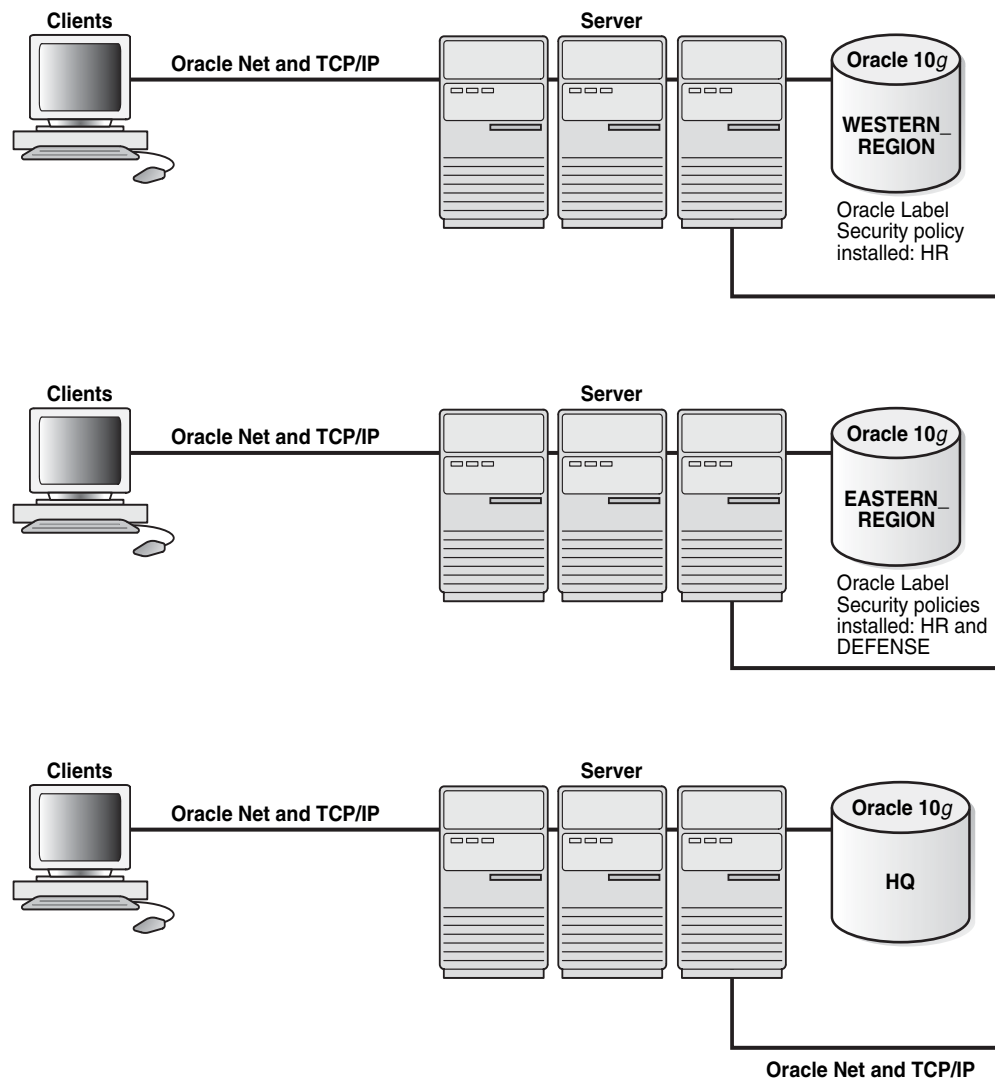 Clients
Server
Oracle Net and TCP/IP
Oracle 10g
WESTERN_
REGION
Oracle Label
Security policy
installed: HR
Clients
Server
Oracle Net and TCP/IP
Oracle 10g
EASTERN_
REGION
Oracle Label
Security policies
installed: HR and
DEFENSE
Clients
Server
Oracle Net and TCP/IP
Oracle 10g
HQ
Oracle Net and TCP/IP